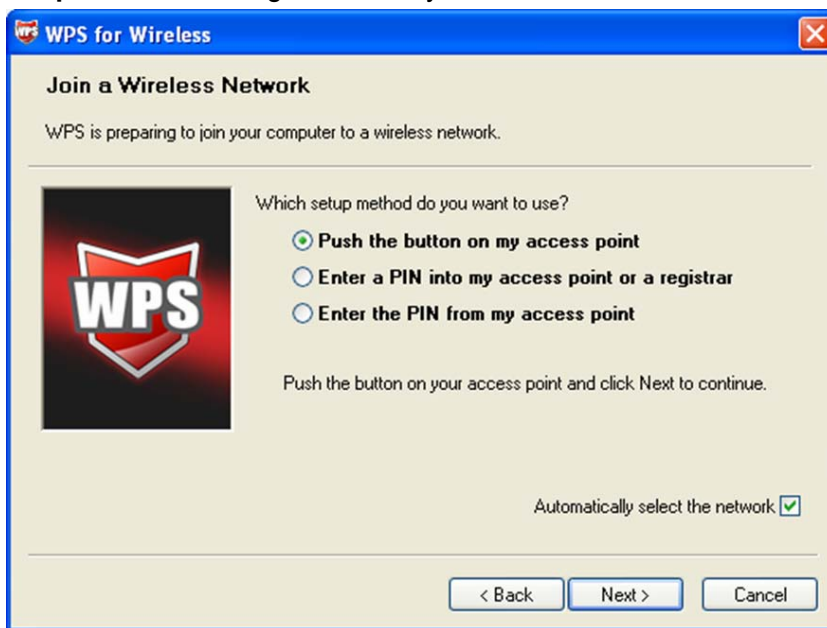 WPS for Wireless
Join a Wireless Network
WPS is preparing to join your computer to a wireless network.
Which setup method do you want to use?
Push the button on my access point
Enter a PIN into my access point or a registrar
Enter the PIN from my access point
WPS
Push the button on your access point and click Next to continue.
Automatically select the network
< Back
Next >
Cancel